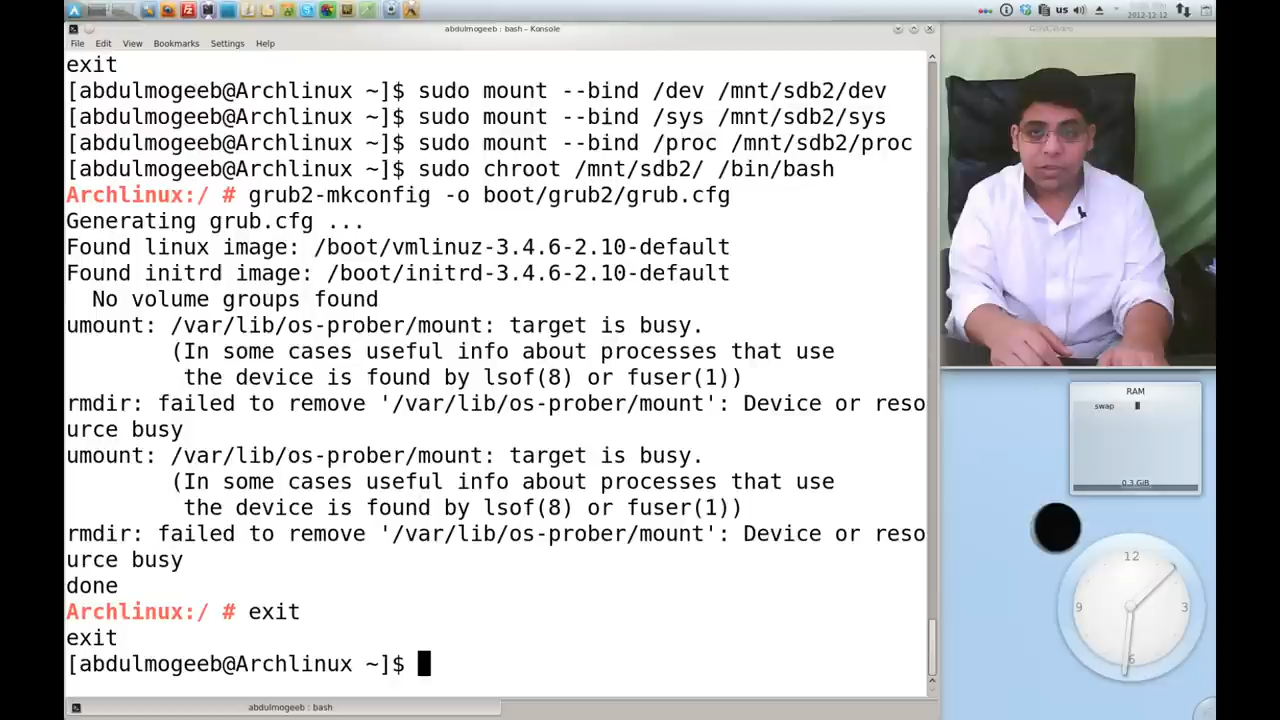 abdulmogeeb : bash – Konsole
us
2012-12-12
File Edit View Bookmarks Settings Help
exit
[abdulmogeeb@Archlinux ~]$ sudo mount --bind /dev /mnt/sdb2/dev
[abdulmogeeb@Archlinux ~]$ sudo mount --bind /sys /mnt/sdb2/sys
[abdulmogeeb@Archlinux ~]$ sudo mount --bind /proc /mnt/sdb2/proc
[abdulmogeeb@Archlinux ~]$ sudo chroot /mnt/sdb2/ /bin/bash
Archlinux:/ # grub2-mkconfig -o boot/grub2/grub.cfg
Generating grub.cfg ...
Found linux image: /boot/vmlinuz-3.4.6-2.10-default
Found initrd image: /boot/initrd-3.4.6-2.10-default
No volume groups found
umount: /var/lib/os-prober/mount: target is busy.
(In some cases useful info about processes that use
the device is found by lsof(8) or fuser(1))
rmdir: failed to remove '/var/lib/os-prober/mount': Device or reso
urce busy
umount: /var/lib/os-prober/mount: target is busy.
(In some cases useful info about processes that use
the device is found by lsof(8) or fuser(1))
rmdir: failed to remove '/var/lib/os-prober/mount': Device or reso
urce busy
done
Archlinux:/ # exit
exit
[abdulmogeeb@Archlinux ~]$
abdulmogeeb : bash
RAM
swap
0.3 GiB
12
9
3
6